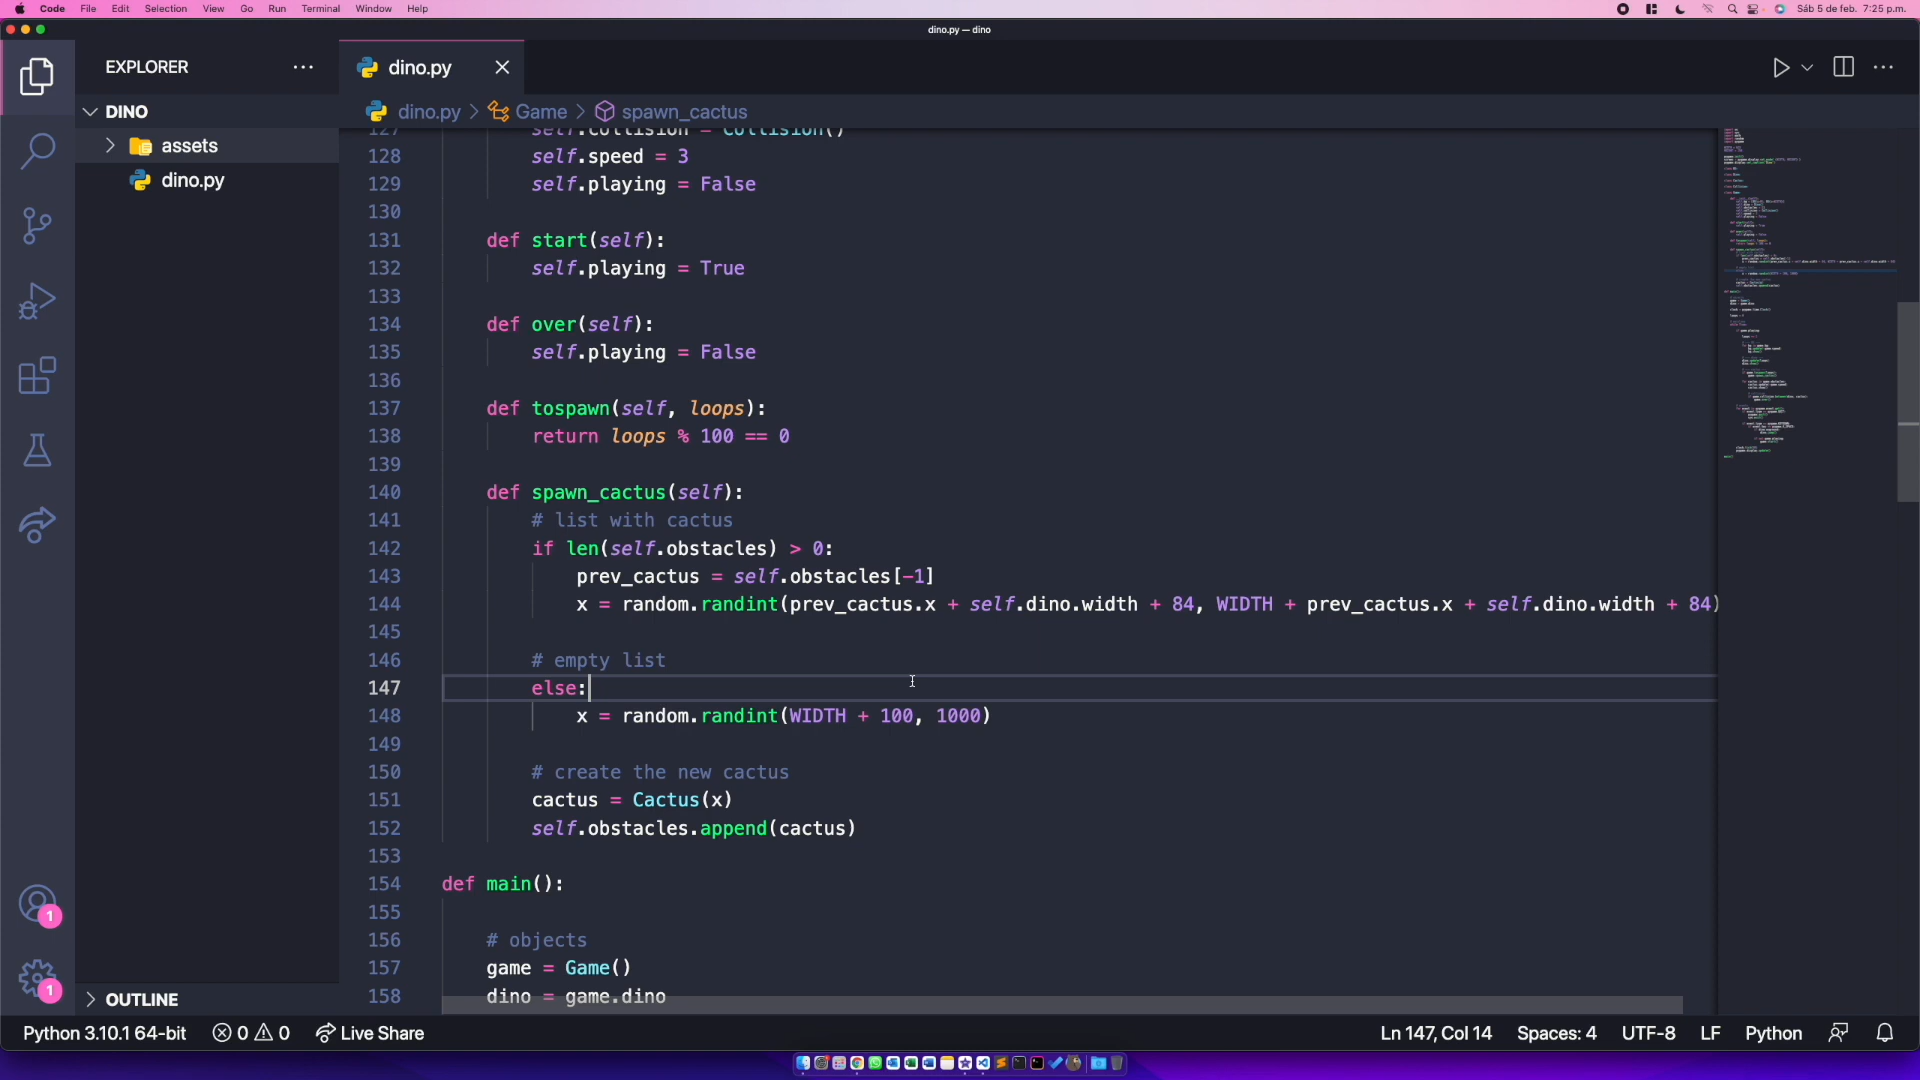 Code File Edit Selection View Go Run Terminal Window Help
Sáb 5 de feb. 7:25 p.m.
dino.py — dino
EXPLORER
dino.py
DINO
assets
dino.py
OUTLINE
dino.py > Game > spawn_cactus
127 self.collision = Collision()
128 self.speed = 3
129 self.playing = False
130
131 def start(self):
132 self.playing = True
133
134 def over(self):
135 self.playing = False
136
137 def tospawn(self, loops):
138 return loops % 100 == 0
139
140 def spawn_cactus(self):
141 # list with cactus
142 if len(self.obstacles) > 0:
143 prev_cactus = self.obstacles[-1]
144 x = random.randint(prev_cactus.x + self.dino.width + 84, WIDTH + prev_cactus.x + self.dino.width + 84)
145
146 # empty list
147 else:
148 x = random.randint(WIDTH + 100, 1000)
149
150 # create the new cactus
151 cactus = Cactus(x)
152 self.obstacles.append(cactus)
153
154 def main():
155
156 # objects
157 game = Game()
158 dino = game.dino
1
1
Python 3.10.1 64-bit 0 0 Live Share
Ln 147, Col 14 Spaces: 4 UTF-8 LF Python